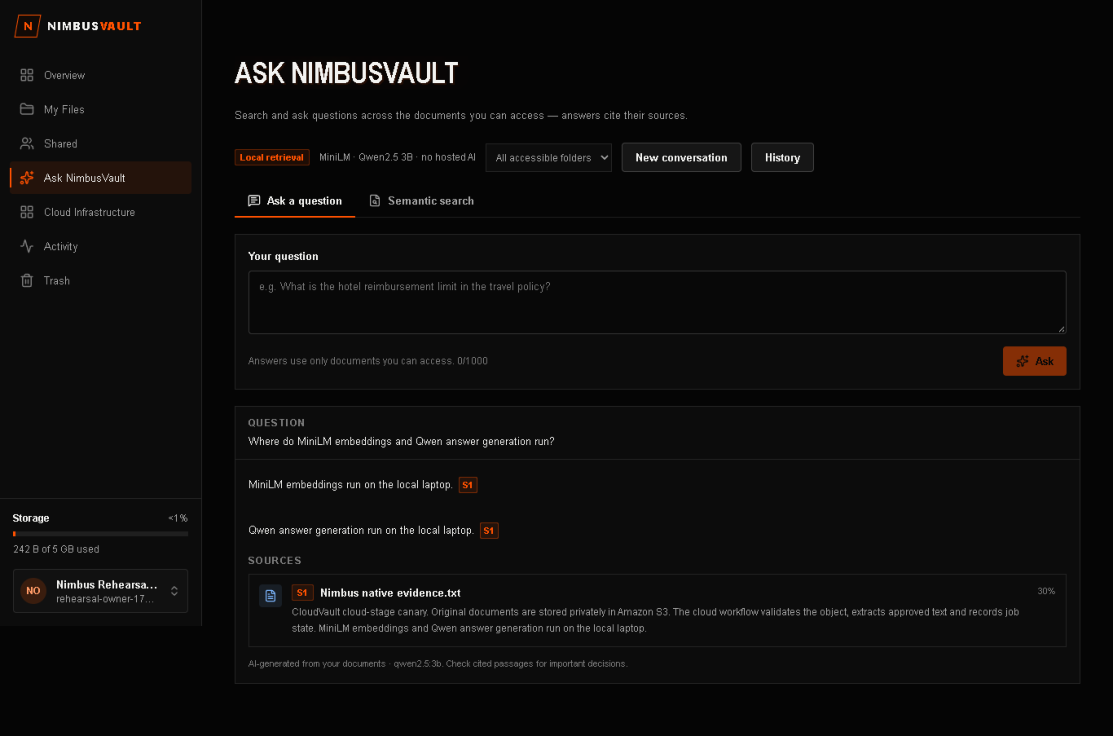 N NIMBUSVAULT
Overview
My Files
Shared
Ask NimbusVault
Cloud Infrastructure
Activity
Trash
Storage <1%
242 B of 5 GB used
NO Nimbus Rehearsa...
rehearsal-owner-17...
ASK NIMBUSVAULT
Search and ask questions across the documents you can access — answers cite their sources.
Local retrieval MiniLM · Qwen2.5 3B · no hosted AI All accessible folders New conversation History
Ask a question Semantic search
Your question
e.g. What is the hotel reimbursement limit in the travel policy?
Answers use only documents you can access. 0/1000 Ask
QUESTION
Where do MiniLM embeddings and Qwen answer generation run?
MiniLM embeddings run on the local laptop. S1
Qwen answer generation run on the local laptop. S1
SOURCES
S1 Nimbus native evidence.txt 30%
CloudVault cloud-stage canary. Original documents are stored privately in Amazon S3. The cloud workflow validates the object, extracts approved text and records job
state. MiniLM embeddings and Qwen answer generation run on the local laptop.
AI-generated from your documents · qwen2.5:3b. Check cited passages for important decisions.